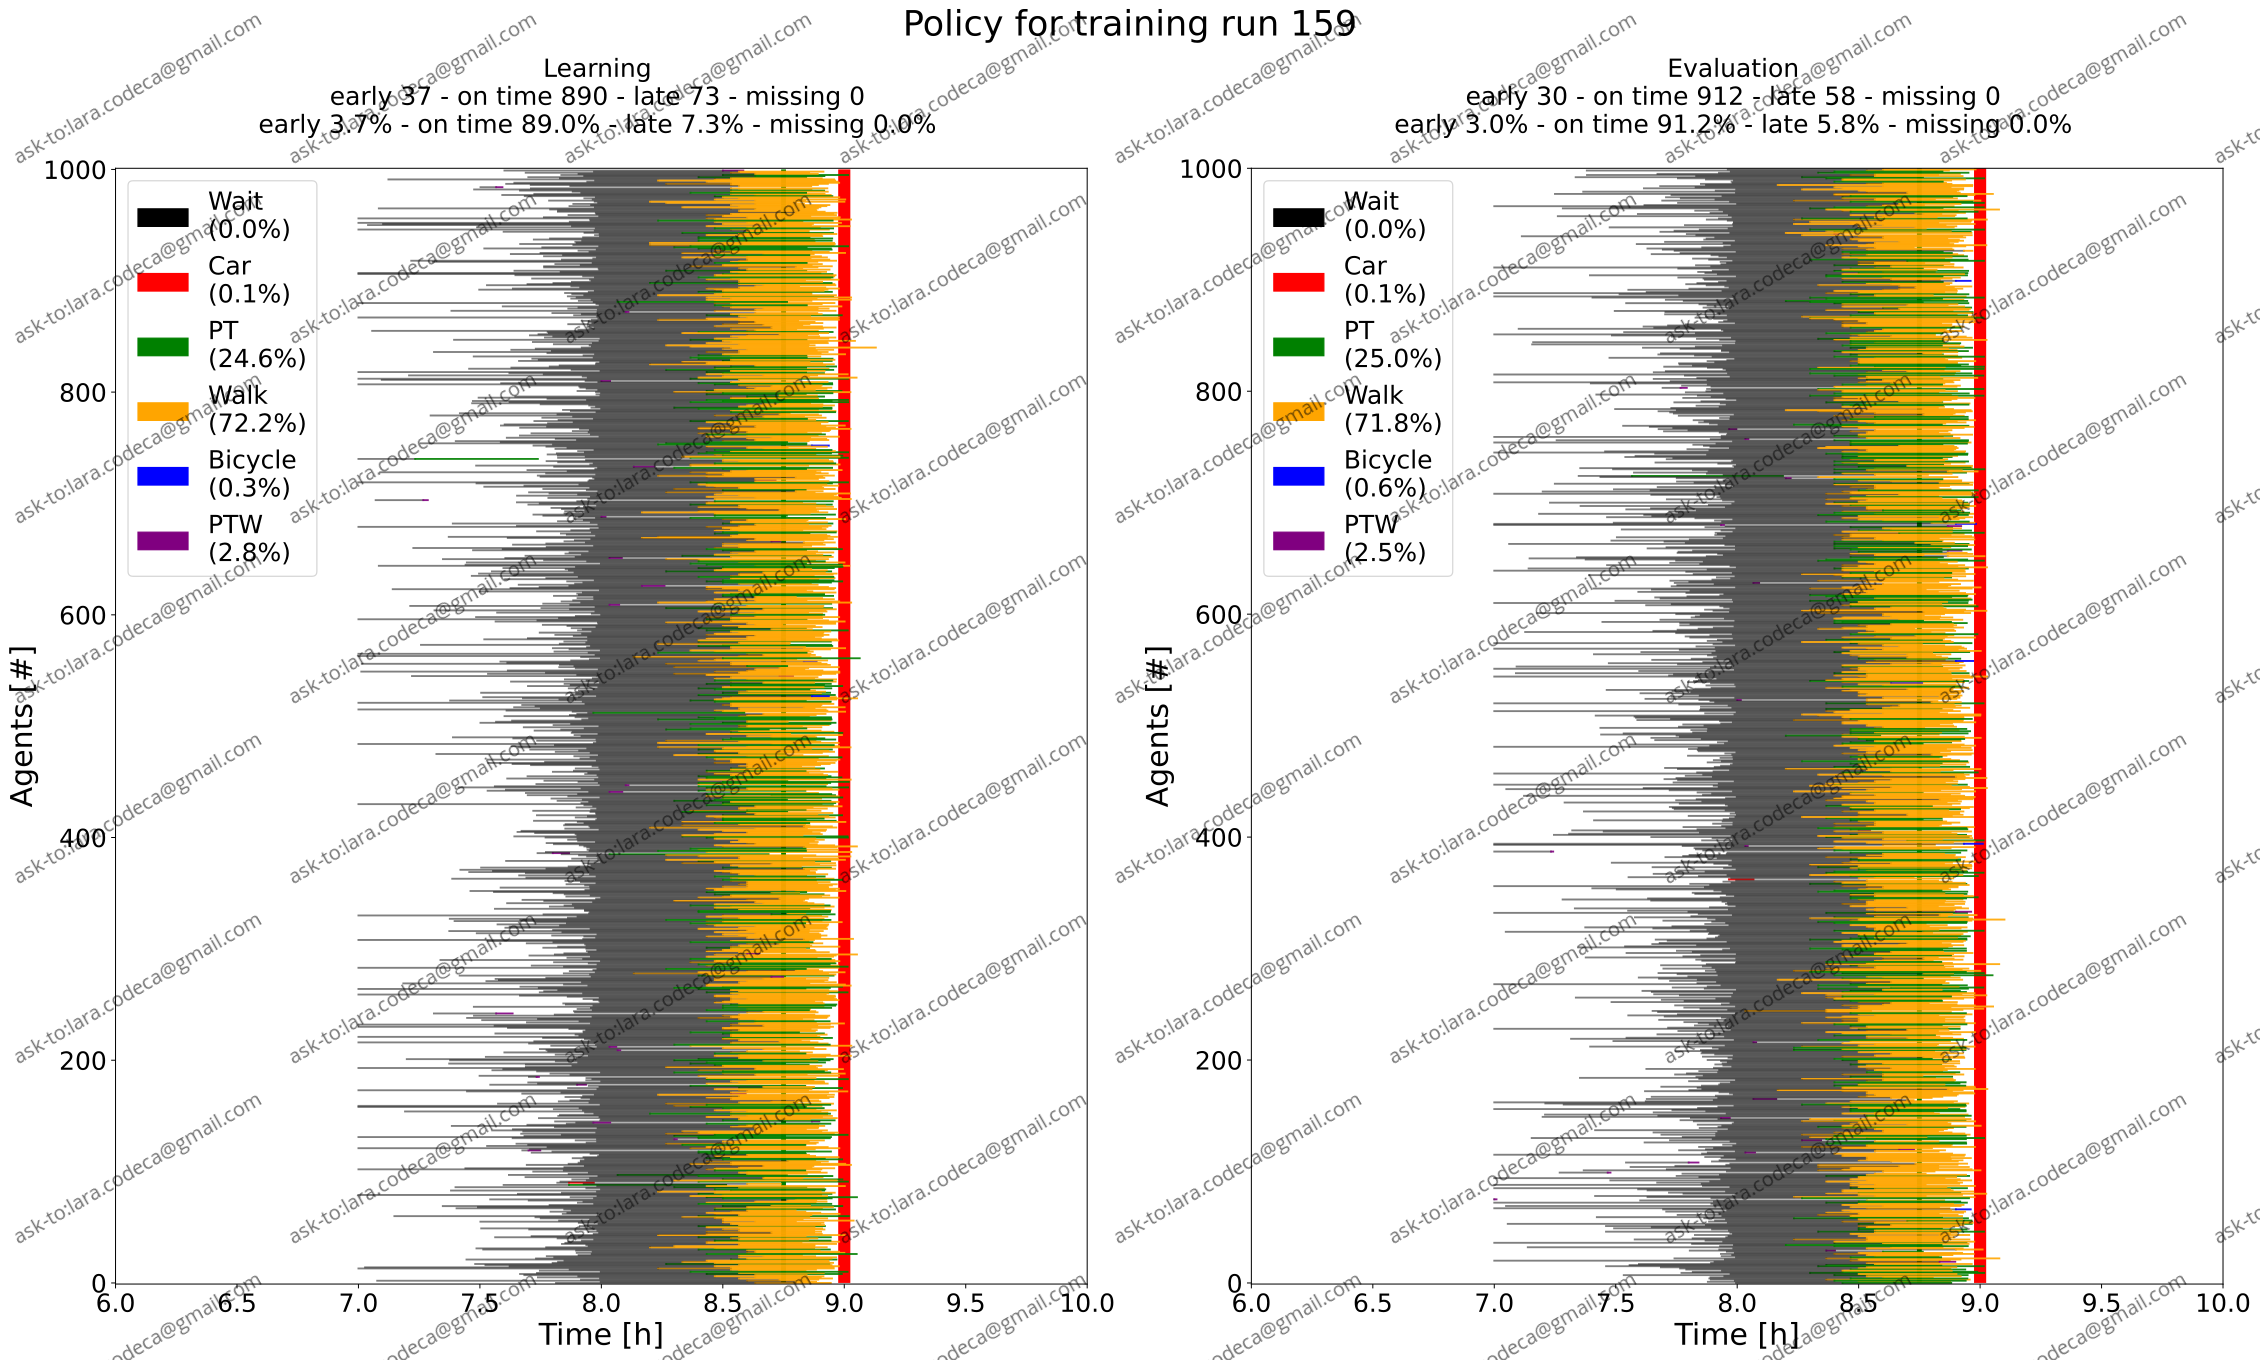 Policy for training run 159
Learning
early 37 - on time 890 - late 73 - missing 0
early 3.7% - on time 89.0% - late 7.3% - missing 0.0%
1000
800
600
400
200
0
Agents [#]
Wait
(0.0%)
Car
(0.1%)
PT
(24.6%)
Walk
(72.2%)
Bicycle
(0.3%)
PTW
(2.8%)
6.0 6.5 7.0 7.5 8.0 8.5 9.0 9.5 10.0
Time [h]
Evaluation
early 30 - on time 912 - late 58 - missing 0
early 3.0% - on time 91.2% - late 5.8% - missing 0.0%
1000
800
600
400
200
0
Agents [#]
Wait
(0.0%)
Car
(0.1%)
PT
(25.0%)
Walk
(71.8%)
Bicycle
(0.6%)
PTW
(2.5%)
6.0 6.5 7.0 7.5 8.0 8.5 9.0 9.5 10.0
Time [h]
ask-to:lara.codeca@gmail.com